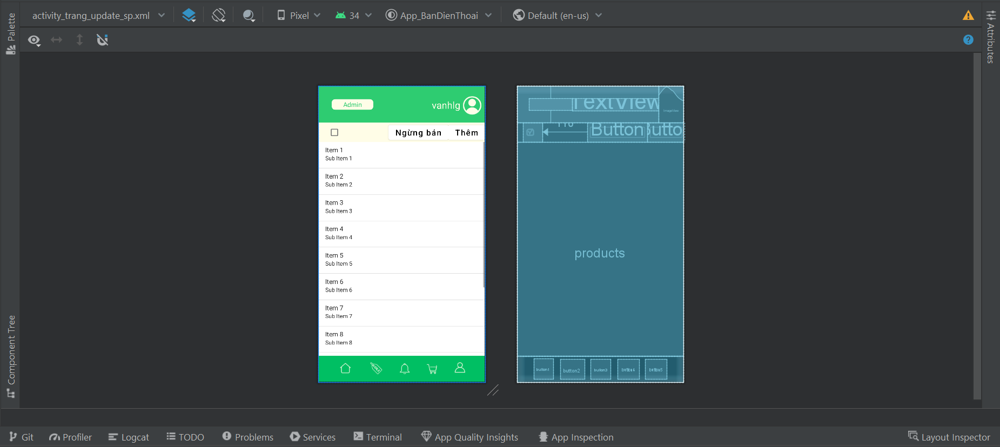 activity_trang_update_sp.xml
Pixel
34
App_BanDienThoai
Default (en-us)
Palette
Attributes
Component Tree
Admin
vanhlg
Ngừng bán
Thêm
Item 1
Sub Item 1
Item 2
Sub Item 2
Item 3
Sub Item 3
Item 4
Sub Item 4
Item 5
Sub Item 5
Item 6
Sub Item 6
Item 7
Sub Item 7
Item 8
Sub Item 8
TextView
ImageView
110
Button
Butto
products
button1
button2
button3
button4
button5
Git
Profiler
Logcat
TODO
Problems
Services
Terminal
App Quality Insights
App Inspection
Layout Inspector